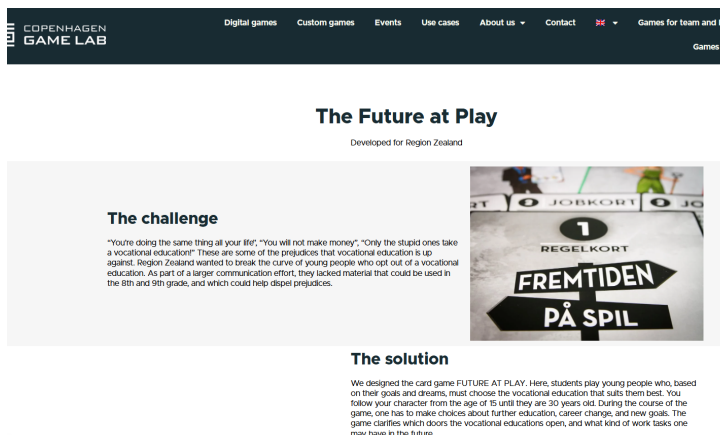 COPENHAGEN
GAME LAB
Digital games Custom games Events Use cases About us Contact Games for team and
Games
The Future at Play
Developed for Region Zealand
The challenge
"You're doing the same thing all your life", "You will not make money", "Only the stupid ones take
a vocational education!" These are some of the prejudices that vocational education is up
against. Region Zealand wanted to break the curve of young people who opt out of a vocational
education. As part of a larger communication effort, they lacked material that could be used in
the 8th and 9th grade, and which could help dispel prejudices.
JOBKORT
1
REGELKORT
FREMTIDEN
PÅ SPIL
The solution
We designed the card game FUTURE AT PLAY. Here, students play young people who, based
on their goals and dreams, must choose the vocational education that suits them best. You
follow your character from the age of 15 until they are 30 years old. During the course of the
game, one has to make choices about further education, career change, and new goals. The
game clarifies which doors the vocational educations open, and what kind of work tasks one
may have in the future.